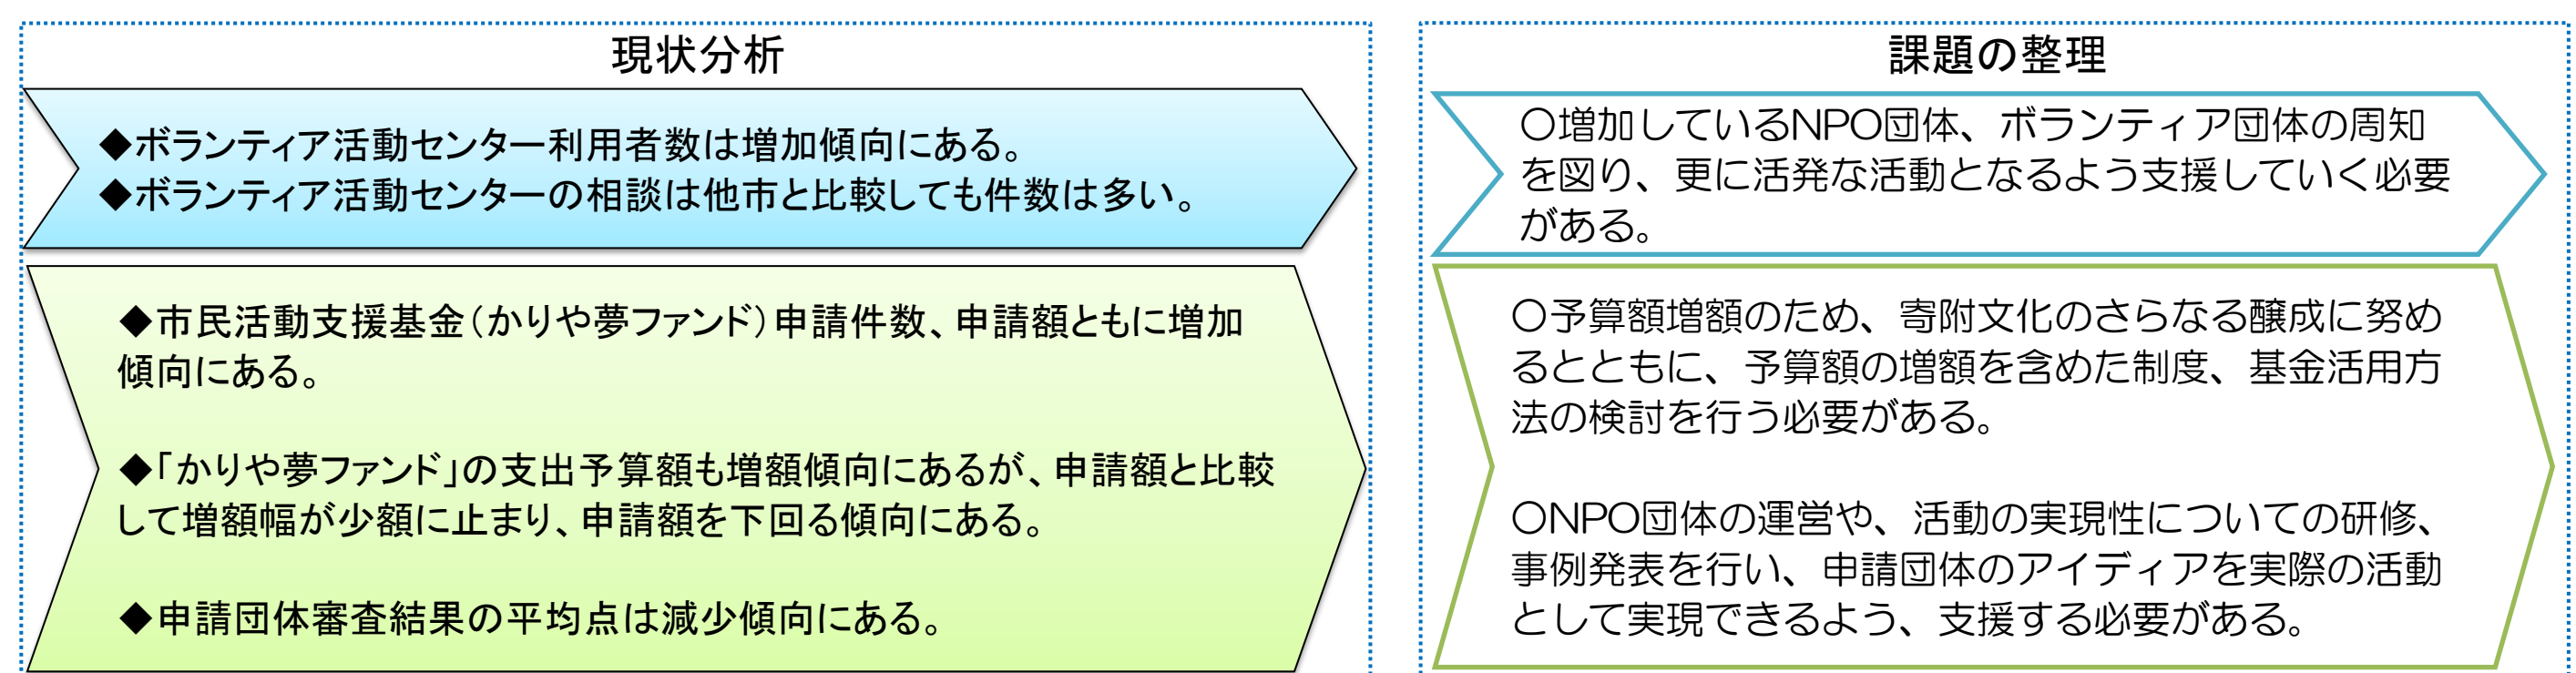 現状分析
◆ボランティア活動センター利用者数は増加傾向にある。
◆ボランティア活動センターの相談は他市と比較しても件数は多い。
◆市民活動支援基金(かりや夢ファンド)申請件数、申請額ともに増加
傾向にある。
◆「かりや夢ファンド」の支出予算額も増額傾向にあるが、申請額と比較
して増額幅が少額に止まり、申請額を下回る傾向にある。
◆申請団体審査結果の平均点は減少傾向にある。
課題の整理
○増加しているNPO団体、ボランティア団体の周知
を図り、更に活発な活動となるよう支援していく必要
がある。
○予算額増額のため、寄附文化のさらなる醸成に努め
るとともに、予算額の増額を含めた制度、基金活用方
法の検討を行う必要がある。
○NPO団体の運営や、活動の実現性についての研修、
事例発表を行い、申請団体のアイディアを実際の活動
として実現できるよう、支援する必要がある。